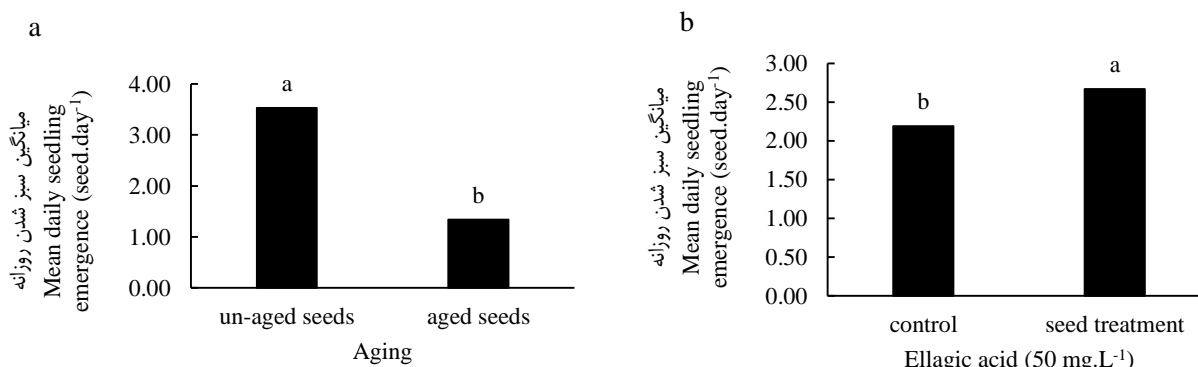 a
میانگین سبز شدن روزانه
Mean daily seedling
emergence (seed.day-1)
4.00
3.00
2.00
1.00
0.00
a
b
un-aged seeds
aged seeds
Aging
b
میانگین سبز شدن روزانه
Mean daily seedling
emergence (seed.day-1)
3.00
2.50
2.00
1.50
1.00
0.50
0.00
b
a
control
seed treatment
Ellagic acid (50 mg.L-1)